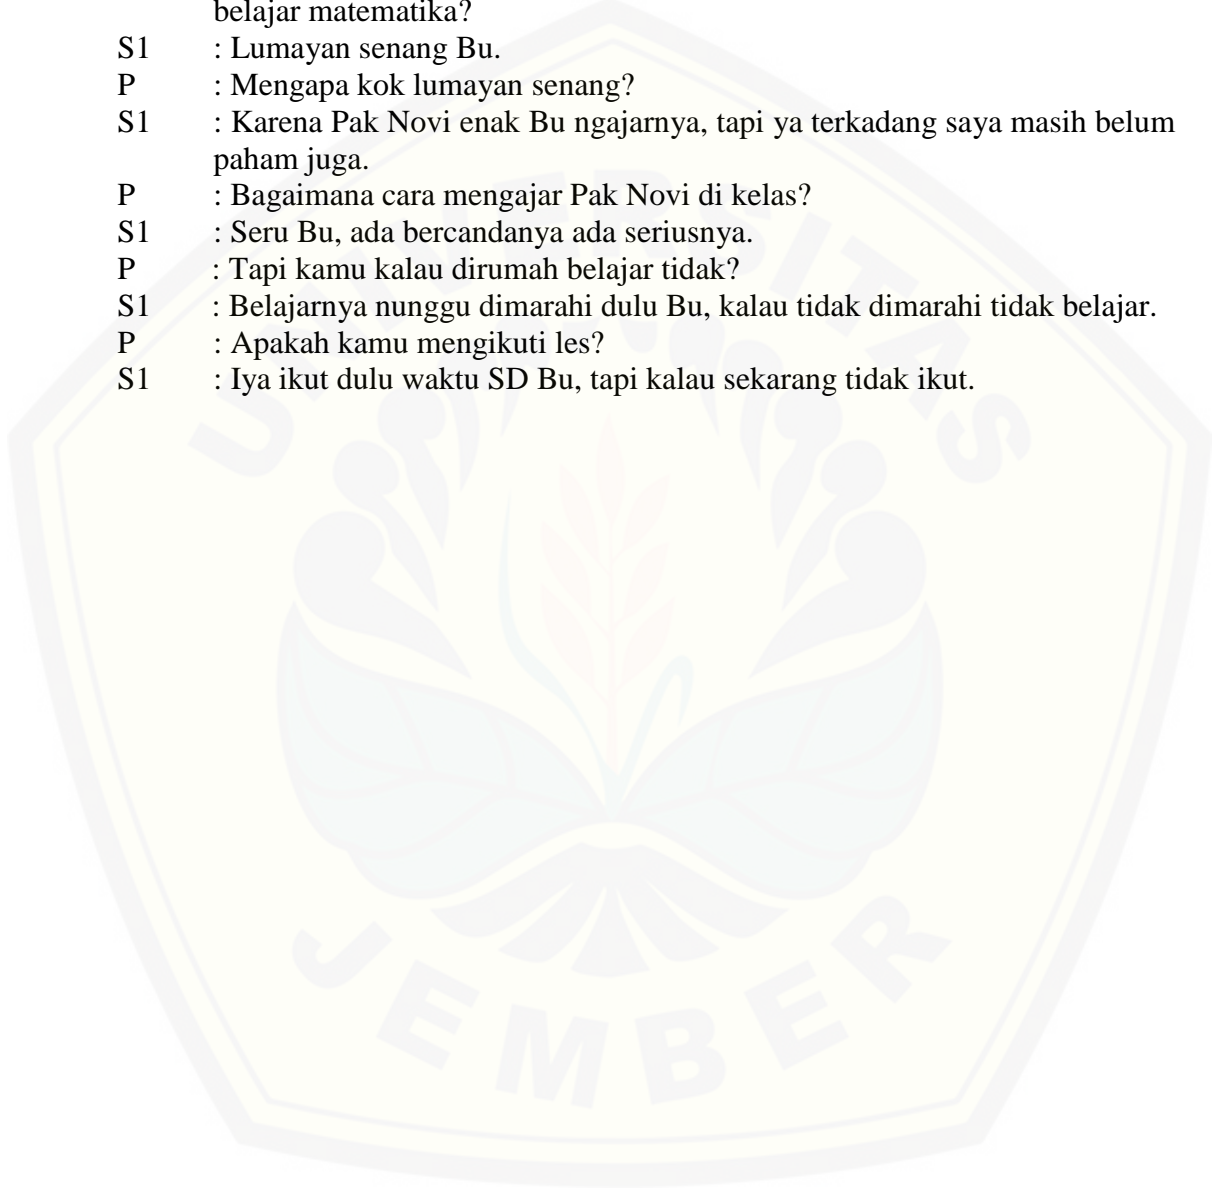 belajar matematika?
S1 : Lumayan senang Bu.
P : Mengapa kok lumayan senang?
S1 : Karena Pak Novi enak Bu ngajarnya, tapi ya terkadang saya masih belum
paham juga.
P : Bagaimana cara mengajar Pak Novi di kelas?
S1 : Seru Bu, ada bercandanya ada seriusnya.
P : Tapi kamu kalau dirumah belajar tidak?
S1 : Belajarnya nunggu dimarahi dulu Bu, kalau tidak dimarahi tidak belajar.
P : Apakah kamu mengikuti les?
S1 : Iya ikut dulu waktu SD Bu, tapi kalau sekarang tidak ikut.
UNIVERSITAS
JEMBER